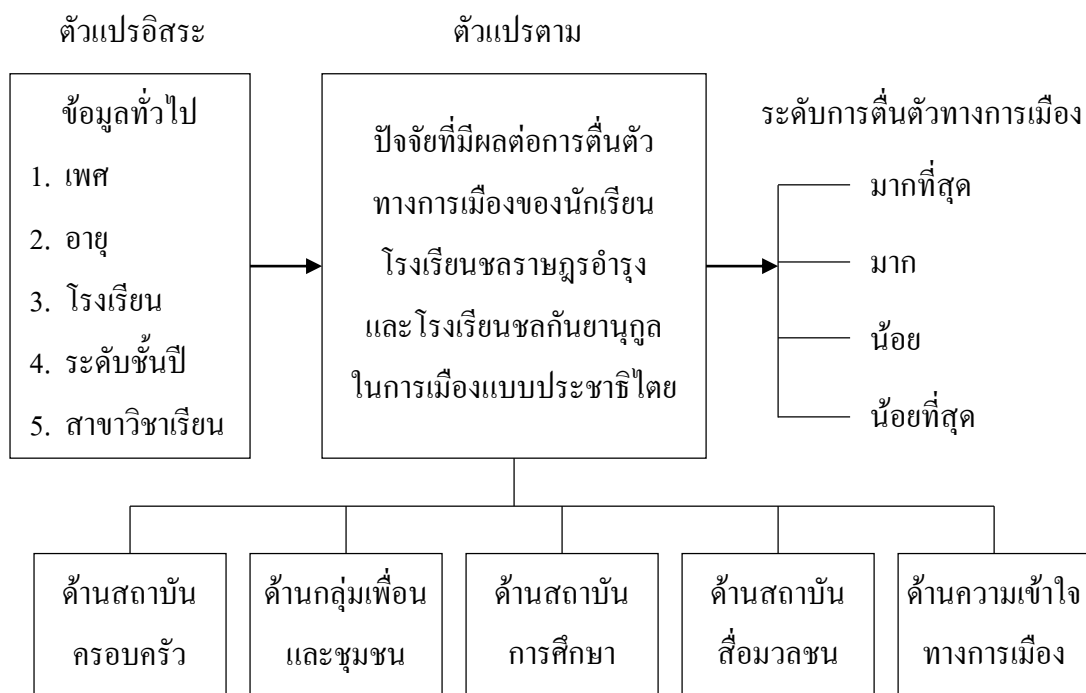 ตัวแปรอิสระ
ตัวแปรตาม
ข้อมูลทั่วไป
1. เพศ
2. อายุ
3. โรงเรียน
4. ระดับชั้นปี
5. สาขาวิชาเรียน
ปัจจัยที่มีผลต่อการตื่นตัว
ทางการเมืองของนักเรียน
โรงเรียนชลราษฎรอำรุง
และโรงเรียนชลกันยานุกูล
ในการเมืองแบบประชาธิไตย
ระดับการตื่นตัวทางการเมือง
มากที่สุด
มาก
น้อย
น้อยที่สุด
ด้านสถาบัน
ครอบครัว
ด้านกลุ่มเพื่อน
และชุมชน
ด้านสถาบัน
การศึกษา
ด้านสถาบัน
สื่อมวลชน
ด้านความเข้าใจ
ทางการเมือง